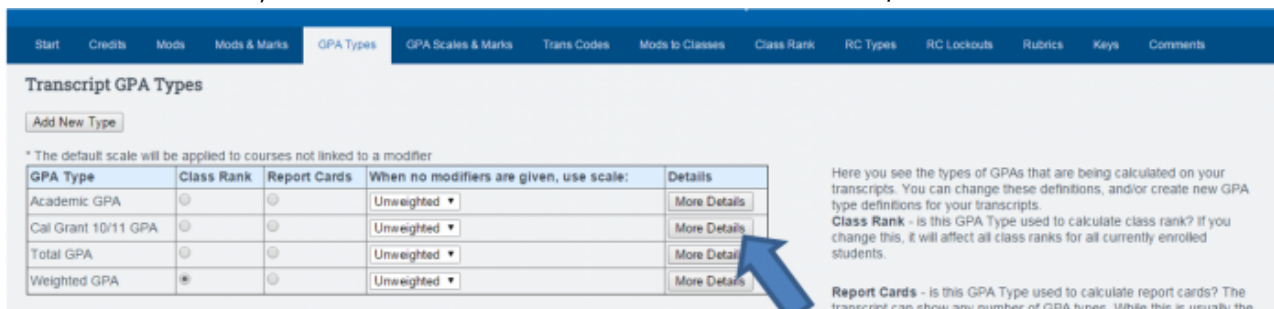 Start Credits Mods Mods & Marks GPA Types GPA Scales & Marks Trans Codes Mods to Classes Class Rank RC Types RC Lockouts Rubrics Keys Comments
Transcript GPA Types
Add New Type
* The default scale will be applied to courses not linked to a modifier
GPA Type Class Rank Report Cards When no modifiers are given, use scale: Details
Academic GPA Unweighted More Details
Cal Grant 10/11 GPA Unweighted More Details
Total GPA Unweighted More Details
Weighted GPA Unweighted More Details
Here you see the types of GPAs that are being calculated on your
transcripts. You can change these definitions, and/or create new GPA
type definitions for your transcripts.
Class Rank - is this GPA Type used to calculate class rank? If you
change this, it will affect all class ranks for all currently enrolled
students.
Report Cards - is this GPA Type used to calculate report cards? The
transcript can show any number of GPA types. While this is usually the